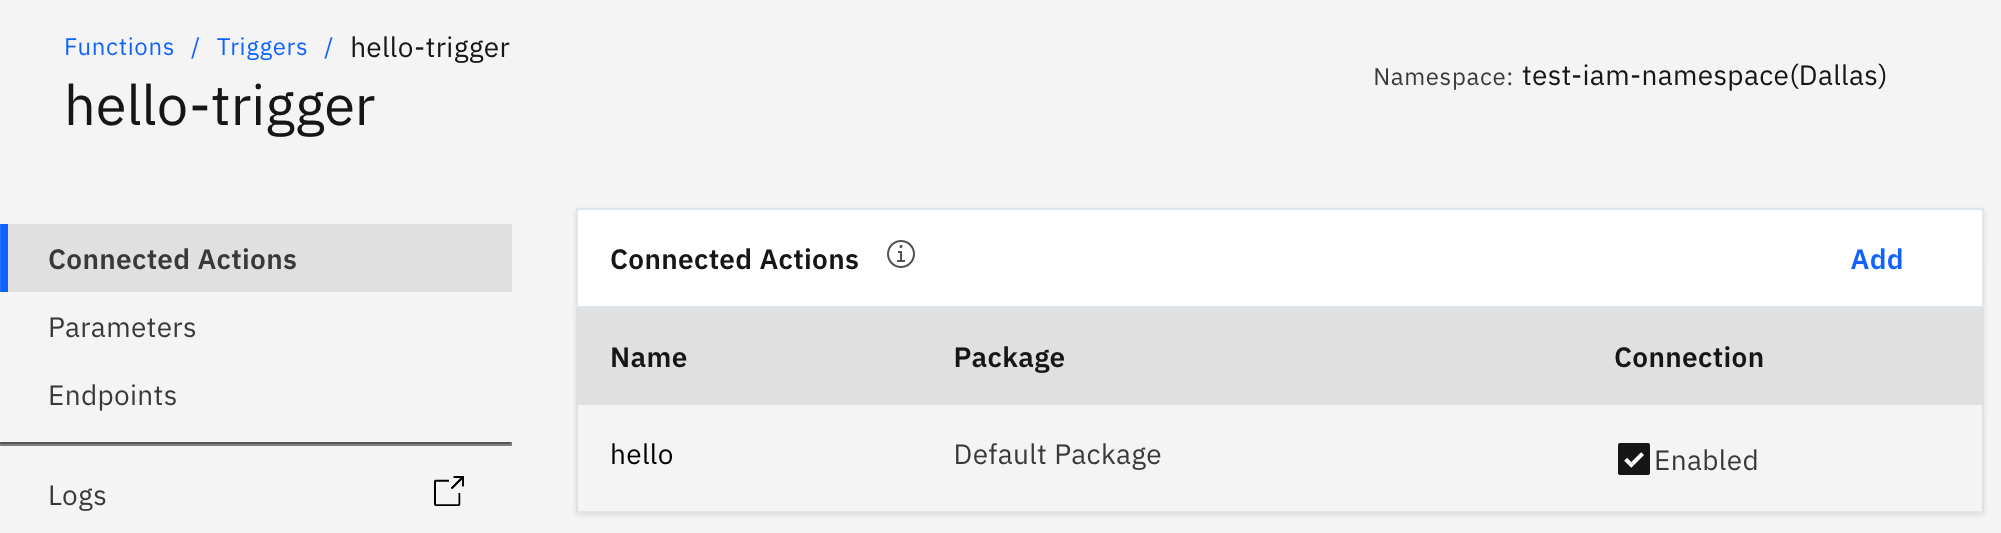 Functions / Triggers / hello-trigger
hello-trigger
Namespace: test-iam-namespace(Dallas)
Connected Actions
Parameters
Endpoints
Logs
Connected Actions Add
Name Package Connection
hello Default Package Enabled